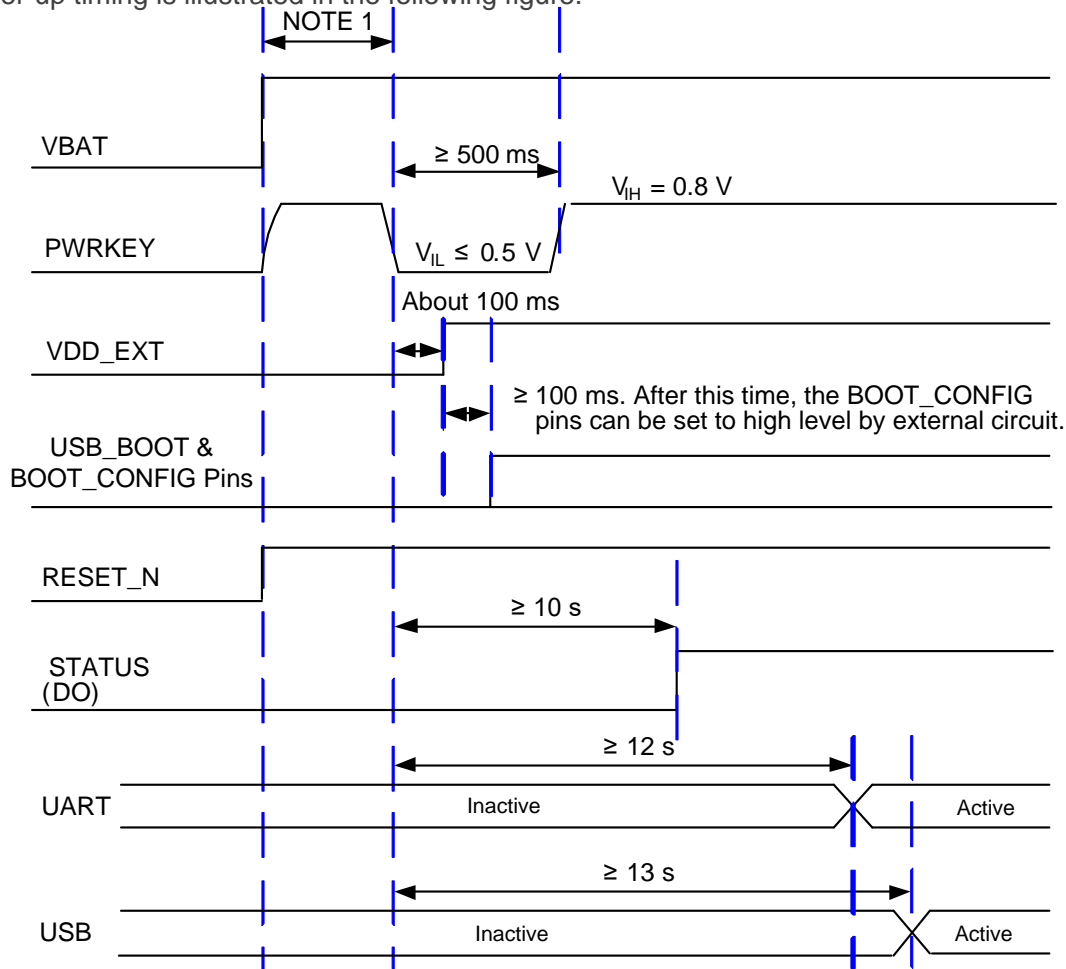 er-up timing is illustrated in the following figure.
NOTE 1
VBAT
≥ 500 ms
VIH = 0.8 V
PWRKEY
VIL ≤ 0.5 V
About 100 ms
VDD_EXT
≥ 100 ms. After this time, the BOOT_CONFIG
pins can be set to high level by external circuit.
USB_BOOT &
BOOT_CONFIG Pins
RESET_N
≥ 10 s
STATUS
(DO)
≥ 12 s
UART
Inactive
Active
≥ 13 s
USB
Inactive
Active